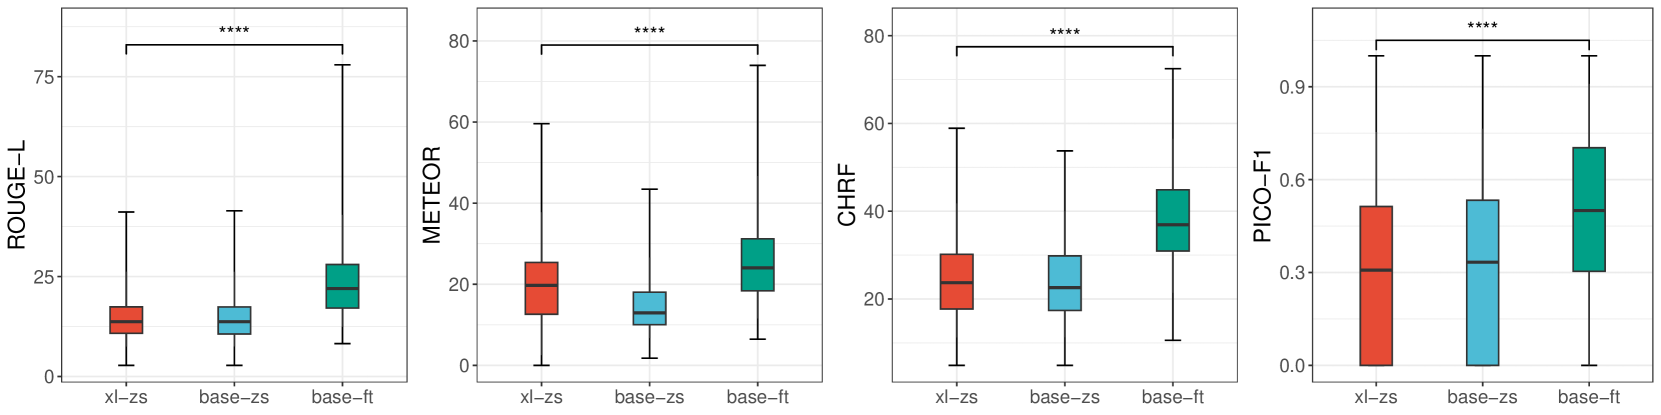 ROUGE−L
75
50
25
0
****
xl−zs base−zs base−ft
METEOR
80
60
40
20
0
****
xl−zs base−zs base−ft
CHRF
80
60
40
20
****
xl−zs base−zs base−ft
PICO−F1
0.9
0.6
0.3
0.0
****
xl−zs base−zs base−ft